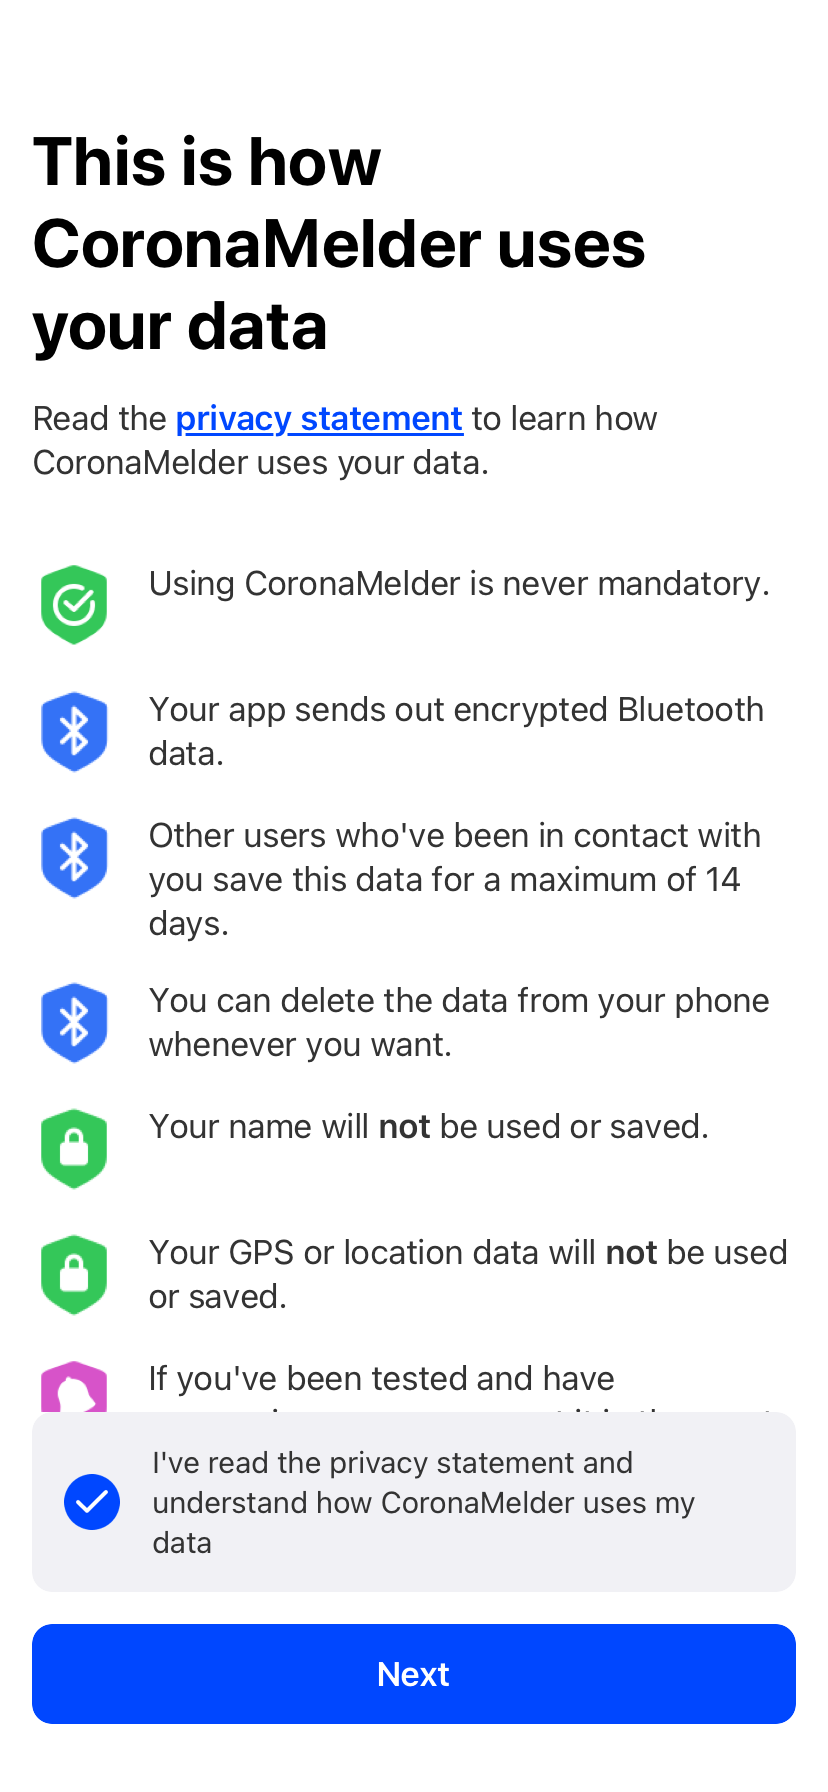 This is how
CoronaMelder uses
your data
Read the privacy statement to learn how
CoronaMelder uses your data.
Using CoronaMelder is never mandatory.
Your app sends out encrypted Bluetooth
data.
Other users who've been in contact with
you save this data for a maximum of 14
days.
You can delete the data from your phone
whenever you want.
Your name will not be used or saved.
Your GPS or location data will not be used
or saved.
If you've been tested and have
I've read the privacy statement and
understand how CoronaMelder uses my
data
Next